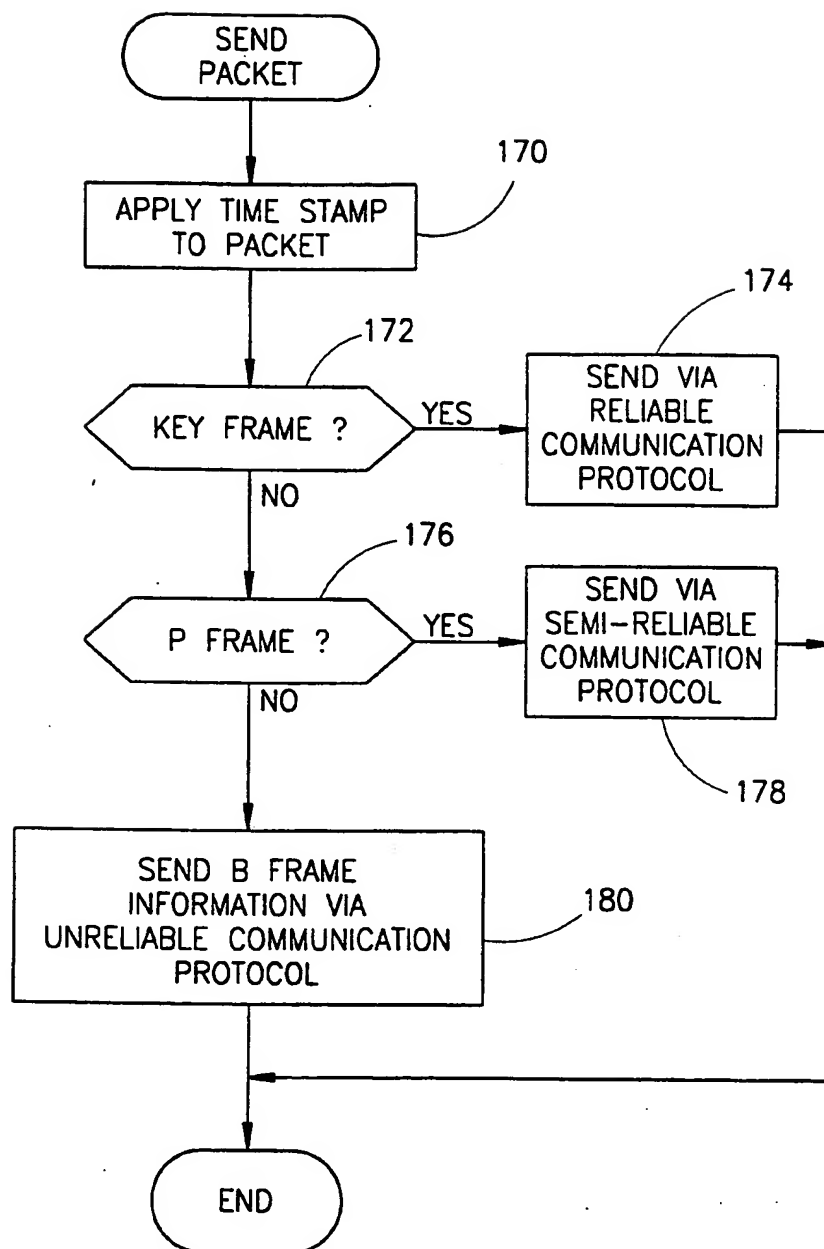 SEND
PACKET
170
APPLY TIME STAMP
TO PACKET
172
174
KEY FRAME ?
YES
SEND VIA
RELIABLE
COMMUNICATION
PROTOCOL
NO
176
P FRAME ?
YES
SEND VIA
SEMI-RELIABLE
COMMUNICATION
PROTOCOL
NO
178
SEND B FRAME
INFORMATION VIA
UNRELIABLE COMMUNICATION
PROTOCOL
180
END